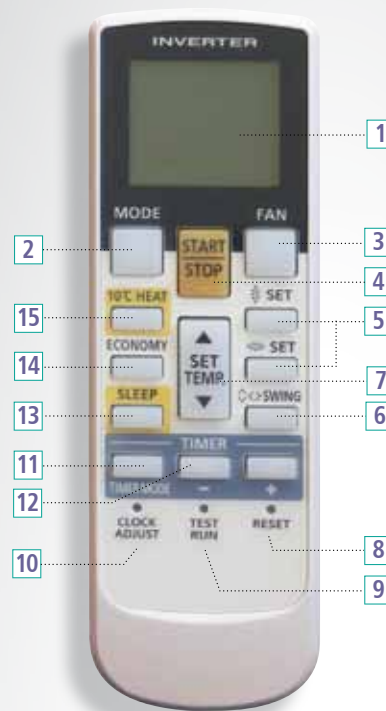 INVERTER
1
MODE
FAN
START
STOP
2
3
4
10℃ HEAT
SET
15
5
ECONOMY
SET
TEMP.
SET
14
7
SLEEP
SWING
13
6
TIMER
11
12
TIMER MODE
−
+
CLOCK
ADJUST
TEST
RUN
RESET
10
8
9